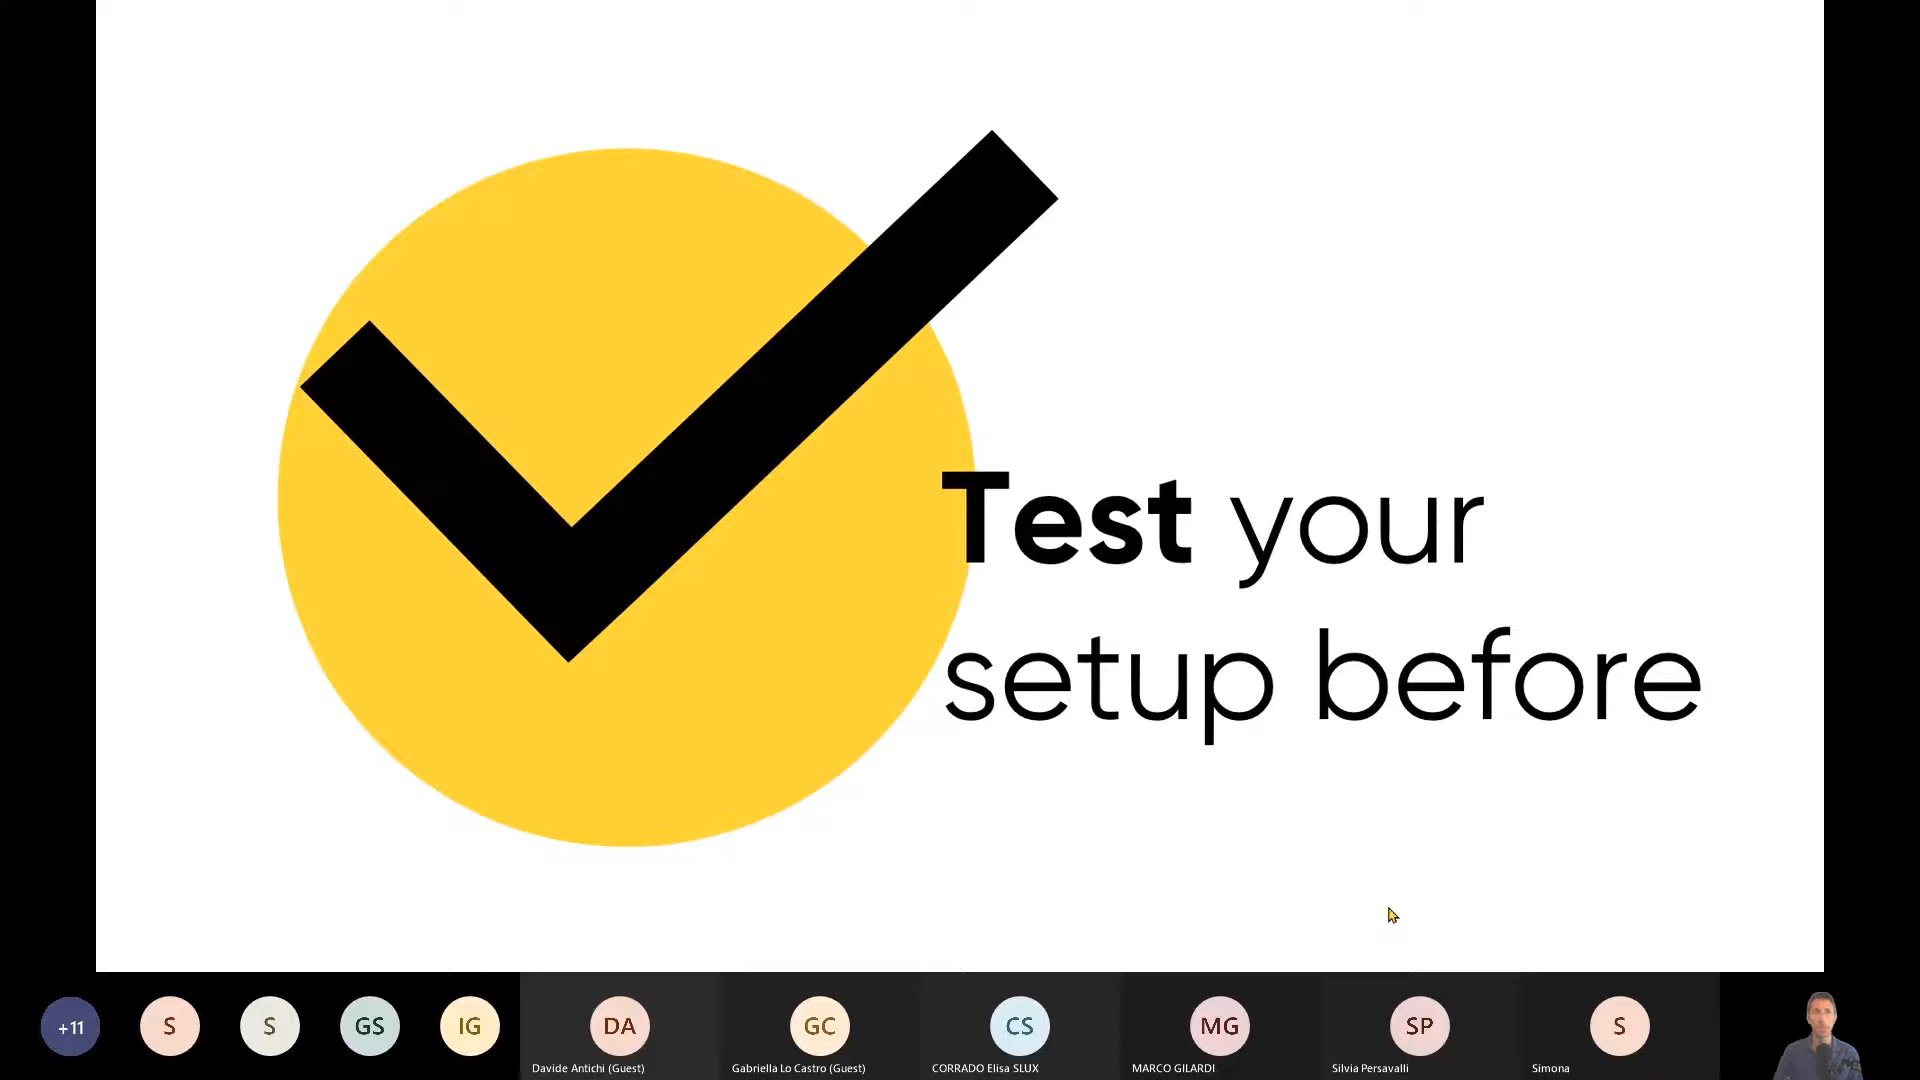 Test your
setup before
+11
S
S
GS
IG
DA
GC
CS
MG
SP
S
Davide Antichi (Guest)
Gabriella Lo Castro (Guest)
CORRADO Elisa SLUX
MARCO GILARDI
Silvia Persavalli
Simona